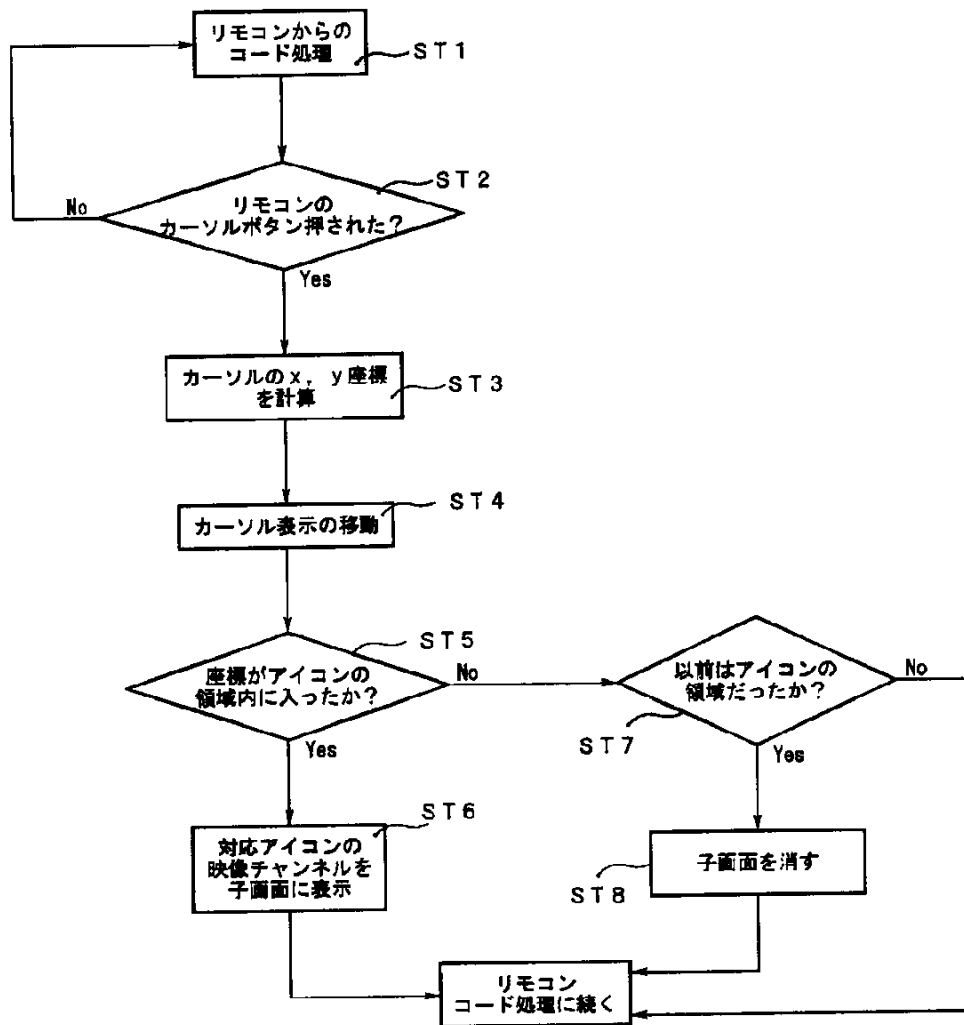 リモコンからの
コード処理
ST1
ST2
No
リモコンの
カーソルボタン押された？
Yes
カーソルのx，y座標
を計算
ST3
ST4
カーソル表示の移動
ST5
座標がアイコンの
領域内に入ったか？
No
以前はアイコンの
領域だったか？
No
ST7
Yes
Yes
ST6
対応アイコンの
映像チャンネルを
子画面に表示
子画面を消す
ST8
リモコン
コード処理に続く